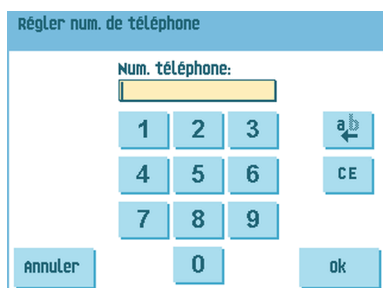 Régler num. de téléphone
Num. téléphone:
1 2 3 ab
4 5 6 CE
7 8 9
Annuler 0 Ok